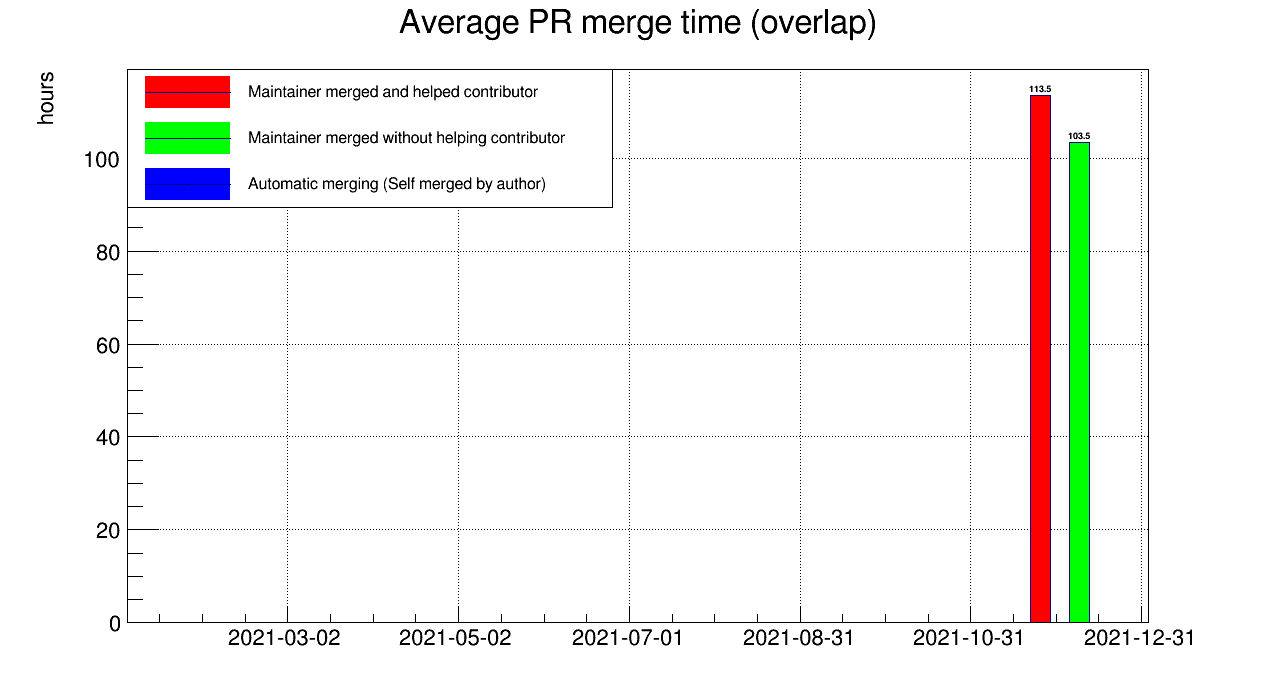 Average PR merge time (overlap)
hours
Maintainer merged and helped contributor
Maintainer merged without helping contributor
Automatic merging (Self merged by author)
113.5
103.5
100
80
60
40
20
0
2021-03-02 2021-05-02 2021-07-01 2021-08-31 2021-10-31 2021-12-31